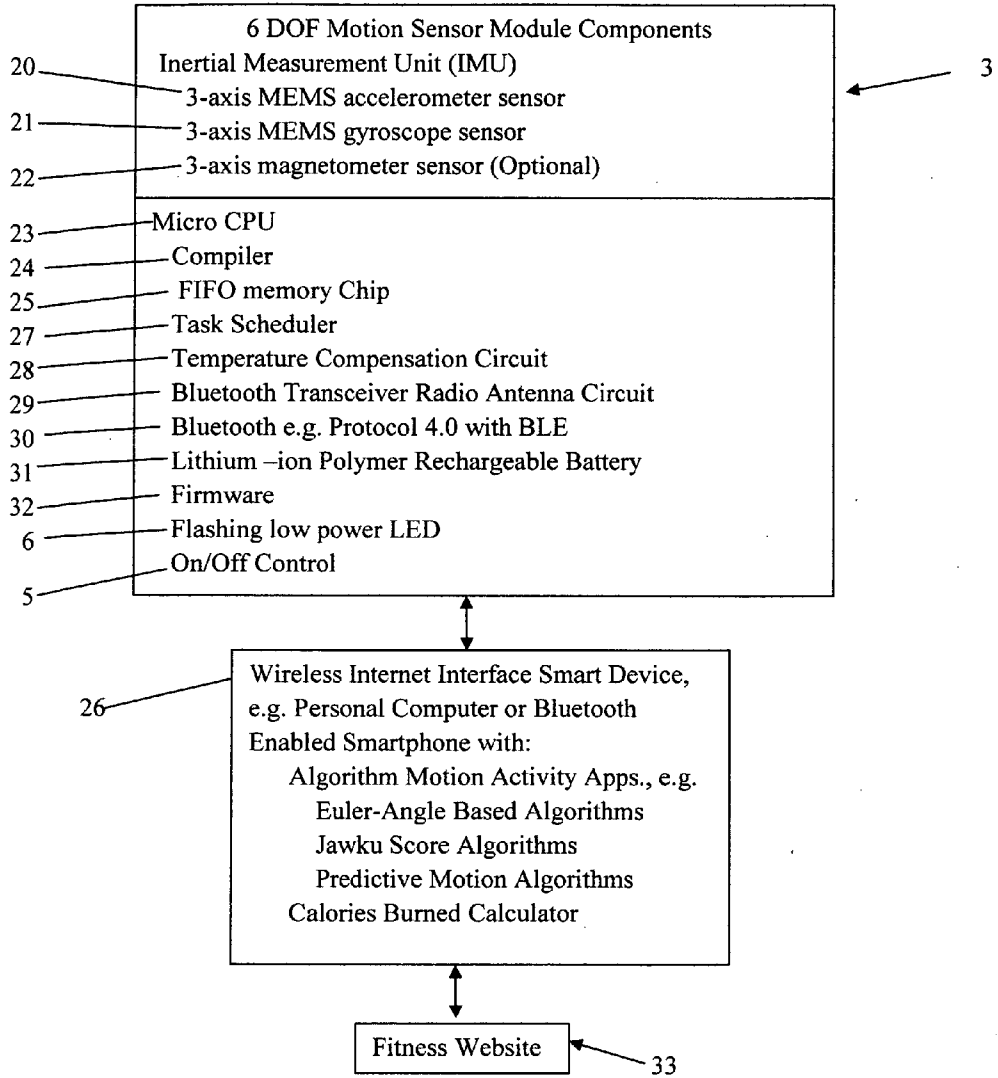 6 DOF Motion Sensor Module Components
Inertial Measurement Unit (IMU)
20 3-axis MEMS accelerometer sensor
3
21 3-axis MEMS gyroscope sensor
22 3-axis magnetometer sensor (Optional)
23 Micro CPU
24 Compiler
25 FIFO memory Chip
27 Task Scheduler
28 Temperature Compensation Circuit
29 Bluetooth Transceiver Radio Antenna Circuit
30 Bluetooth e.g. Protocol 4.0 with BLE
31 Lithium –ion Polymer Rechargeable Battery
32 Firmware
6 Flashing low power LED
5 On/Off Control
26 Wireless Internet Interface Smart Device,
e.g. Personal Computer or Bluetooth
Enabled Smartphone with:
Algorithm Motion Activity Apps., e.g.
Euler-Angle Based Algorithms
Jawku Score Algorithms
Predictive Motion Algorithms
Calories Burned Calculator
Fitness Website 33